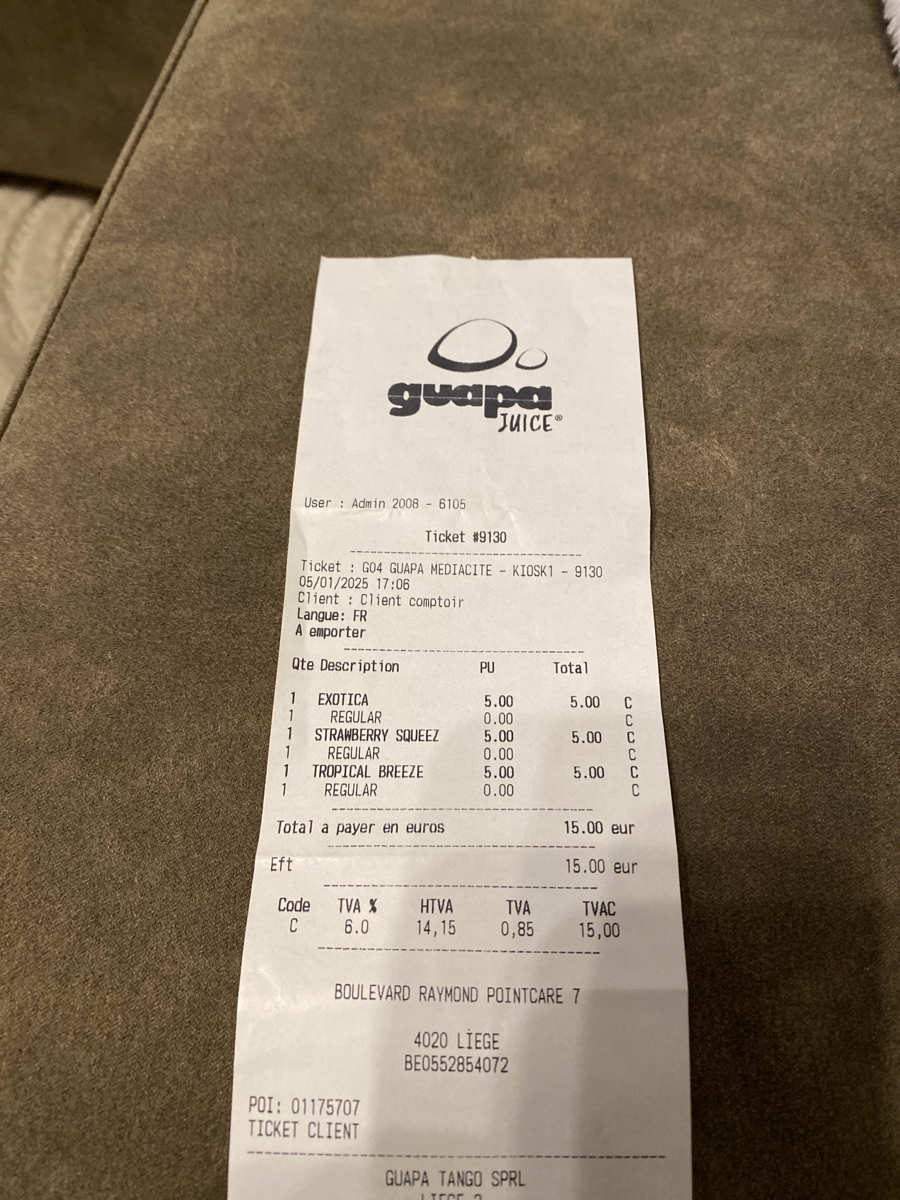 guapa
JUICE®
User : Admin 2008 - 6105
Ticket #9130
Ticket : G04 GUAPA MEDIACITE - KIOSK1 - 9130
05/01/2025 17:06
Client : Client comptoir
Langue: FR
A emporter
Qte Description PU Total
1 EXOTICA 5.00 5.00 C
1 REGULAR 0.00 C
1 STRAWBERRY SQUEEZ 5.00 5.00 C
1 REGULAR 0.00 C
1 TROPICAL BREEZE 5.00 5.00 C
1 REGULAR 0.00 C
Total a payer en euros 15.00 eur
Eft 15.00 eur
Code TVA % HTVA TVA TVAC
C 6.0 14,15 0,85 15,00
BOULEVARD RAYMOND POINTCARE 7
4020 LIEGE
BE0552854072
POI: 01175707
TICKET CLIENT
GUAPA TANGO SPRL